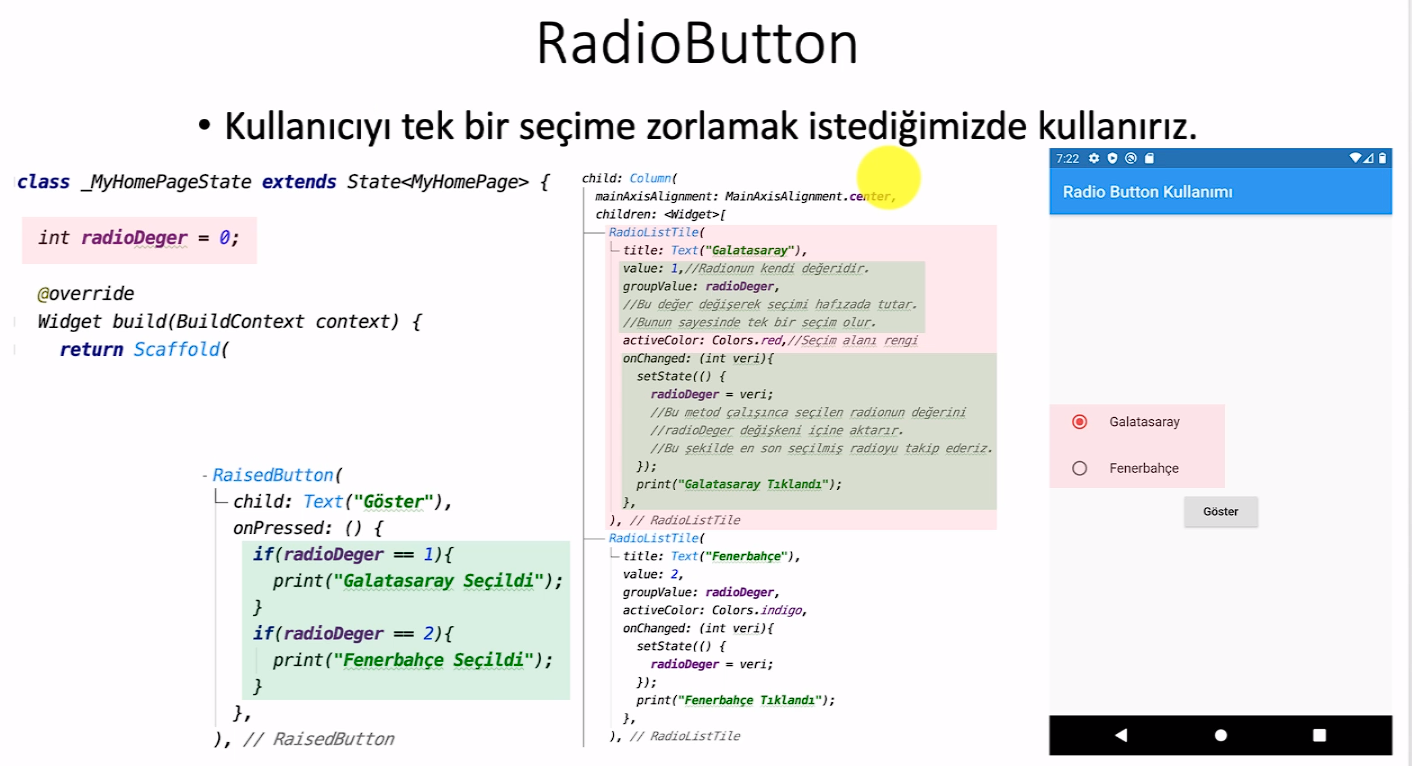 RadioButton
• Kullanıcıyı tek bir seçime zorlamak istediğimizde kullanırız.
class _MyHomePageState extends State<MyHomePage> {
int radioDeger = 0;
@override
Widget build(BuildContext context) {
return Scaffold(
RaisedButton(
child: Text("Göster"),
onPressed: () {
if(radioDeger == 1){
print("Galatasaray Seçildi");
}
if(radioDeger == 2){
print("Fenerbahçe Seçildi");
}
},
), // RaisedButton
child: Column(
mainAxisAlignment: MainAxisAlignment.center,
children: <Widget>[
RadioListTile(
title: Text("Galatasaray"),
value: 1,//Radionun kendi değeridir.
groupValue: radioDeger,
//Bu değer değişerek seçimi hafızada tutar.
//Bunun sayesinde tek bir seçim olur.
activeColor: Colors.red,//Seçim alanı rengi
onChanged: (int veri){
setState(() {
radioDeger = veri;
//Bu metod çalışınca seçilen radionun değerini
//radioDeger değişkeni içine aktarır.
//Bu şekilde en son seçilmiş radioyu takip ederiz.
});
print("Galatasaray Tıklandı");
},
), // RadioListTile
RadioListTile(
title: Text("Fenerbahçe"),
value: 2,
groupValue: radioDeger,
activeColor: Colors.indigo,
onChanged: (int veri){
setState(() {
radioDeger = veri;
});
print("Fenerbahçe Tıklandı");
},
), // RadioListTile
7:22
Radio Button Kullanımı
Galatasaray
Fenerbahçe
Göster